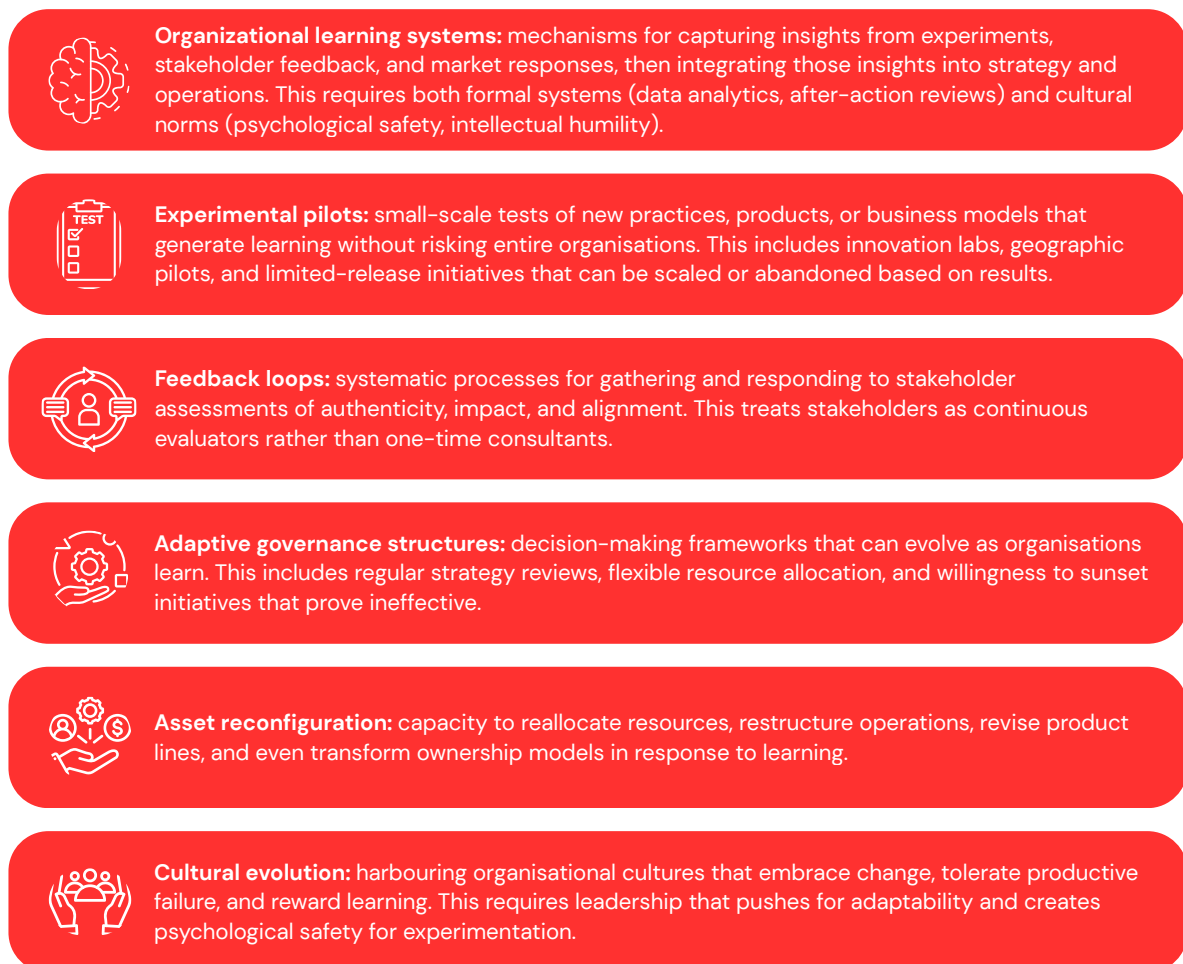 Organizational learning systems: mechanisms for capturing insights from experiments,
stakeholder feedback, and market responses, then integrating those insights into strategy and
operations. This requires both formal systems (data analytics, after-action reviews) and cultural
norms (psychological safety, intellectual humility).
TEST
Experimental pilots: small-scale tests of new practices, products, or business models that
generate learning without risking entire organisations. This includes innovation labs, geographic
pilots, and limited-release initiatives that can be scaled or abandoned based on results.
Feedback loops: systematic processes for gathering and responding to stakeholder
assessments of authenticity, impact, and alignment. This treats stakeholders as continuous
evaluators rather than one-time consultants.
Adaptive governance structures: decision-making frameworks that can evolve as organisations
learn. This includes regular strategy reviews, flexible resource allocation, and willingness to sunset
initiatives that prove ineffective.
$
Asset reconfiguration: capacity to reallocate resources, restructure operations, revise product
lines, and even transform ownership models in response to learning.
Cultural evolution: harbouring organisational cultures that embrace change, tolerate productive
failure, and reward learning. This requires leadership that pushes for adaptability and creates
psychological safety for experimentation.